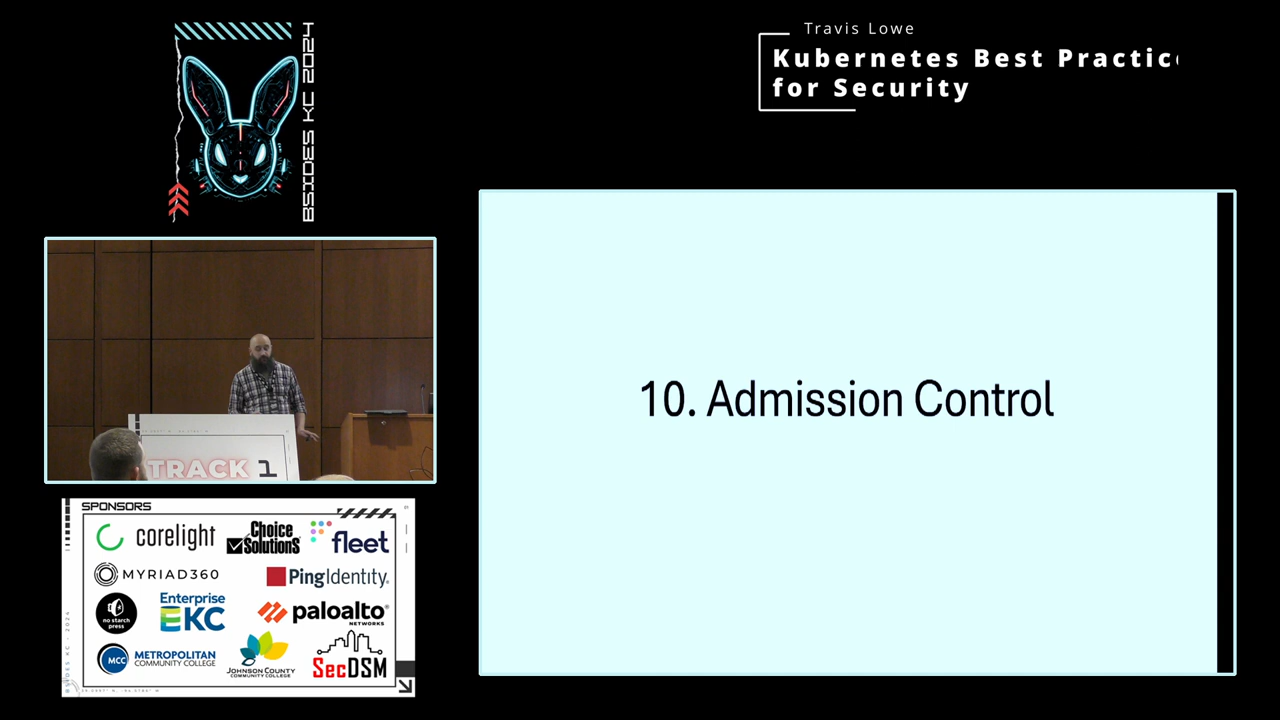 BSIDES KC 2024
Travis Lowe
Kubernetes Best Practic
for Security
10. Admission Control
TRACK 1
SPONSORS
corelight
Choice
Solutions
fleet
MYRIAD360
PingIdentity
no starch
press
Enterprise
KC
paloalto
NETWORKS
MCC
METROPOLITAN
COMMUNITY COLLEGE
JOHNSON COUNTY
COMMUNITY COLLEGE
SecDSM